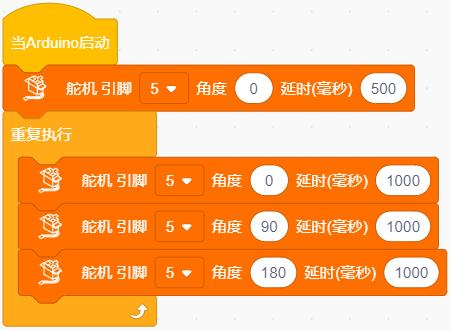 当Arduino启动
舵机 引脚 5 角度 0 延时(毫秒) 500
重复执行
舵机 引脚 5 角度 0 延时(毫秒) 1000
舵机 引脚 5 角度 90 延时(毫秒) 1000
舵机 引脚 5 角度 180 延时(毫秒) 1000